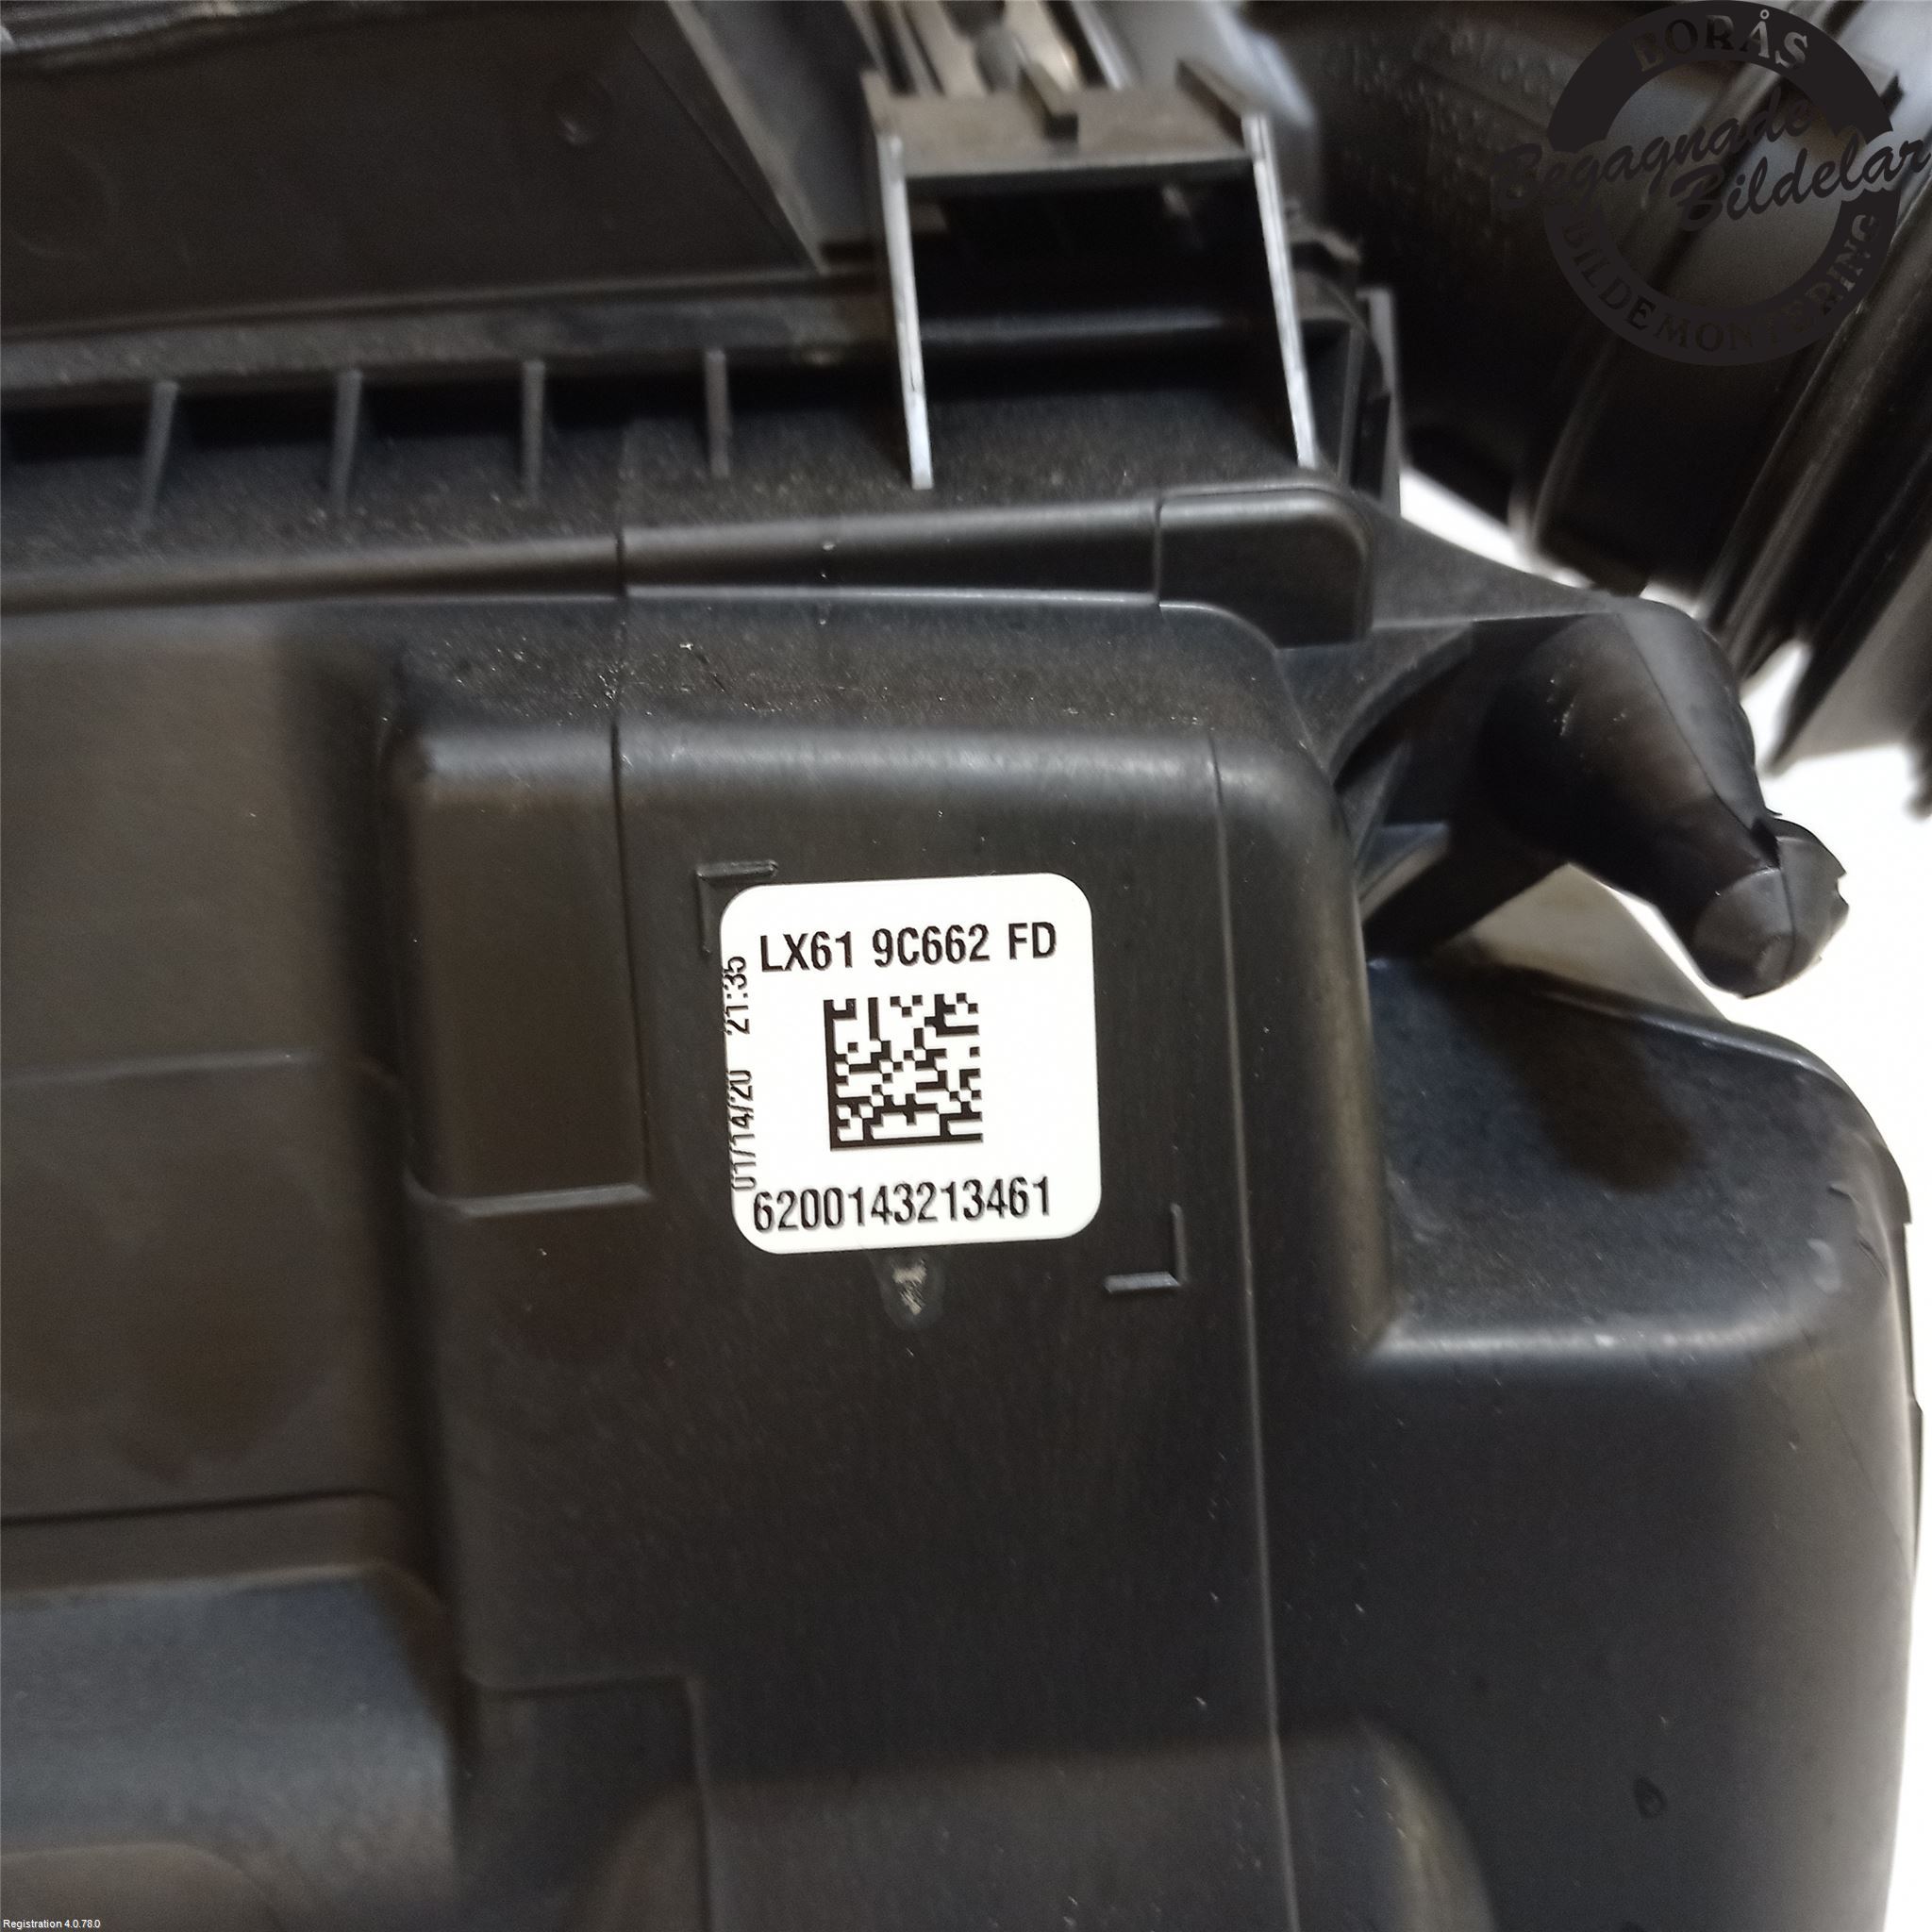 BORÅS
Begagnade
Bildelar
BILDEMONTERING
LX61 9C662 FD
01/14/20 21:35
6200143213461
Registration 4.0.78.0